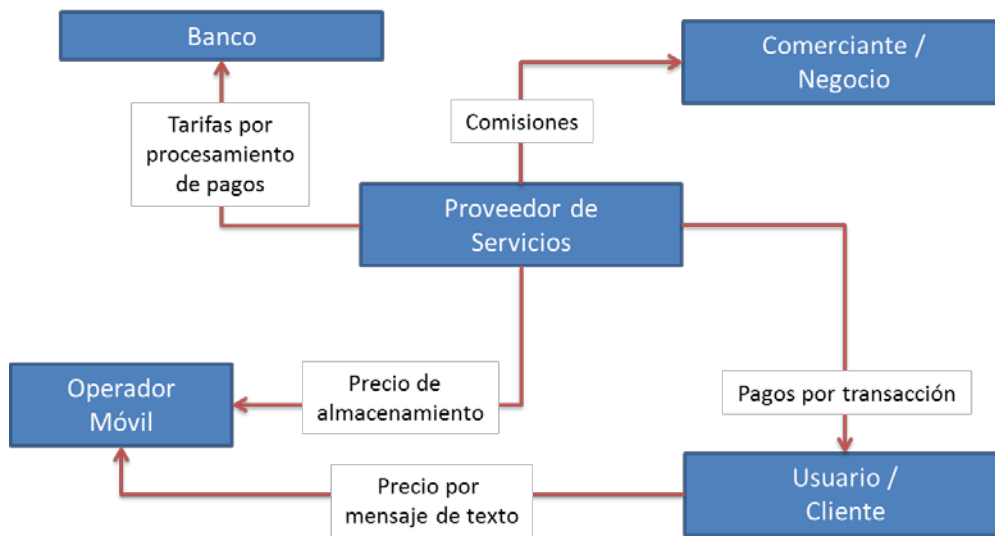 Banco
Comerciante /
Negocio
Tarifas por
procesamiento
de pagos
Comisiones
Proveedor de
Servicios
Operador
Móvil
Precio de
almacenamiento
Pagos por transacción
Precio por
mensaje de texto
Usuario /
Cliente